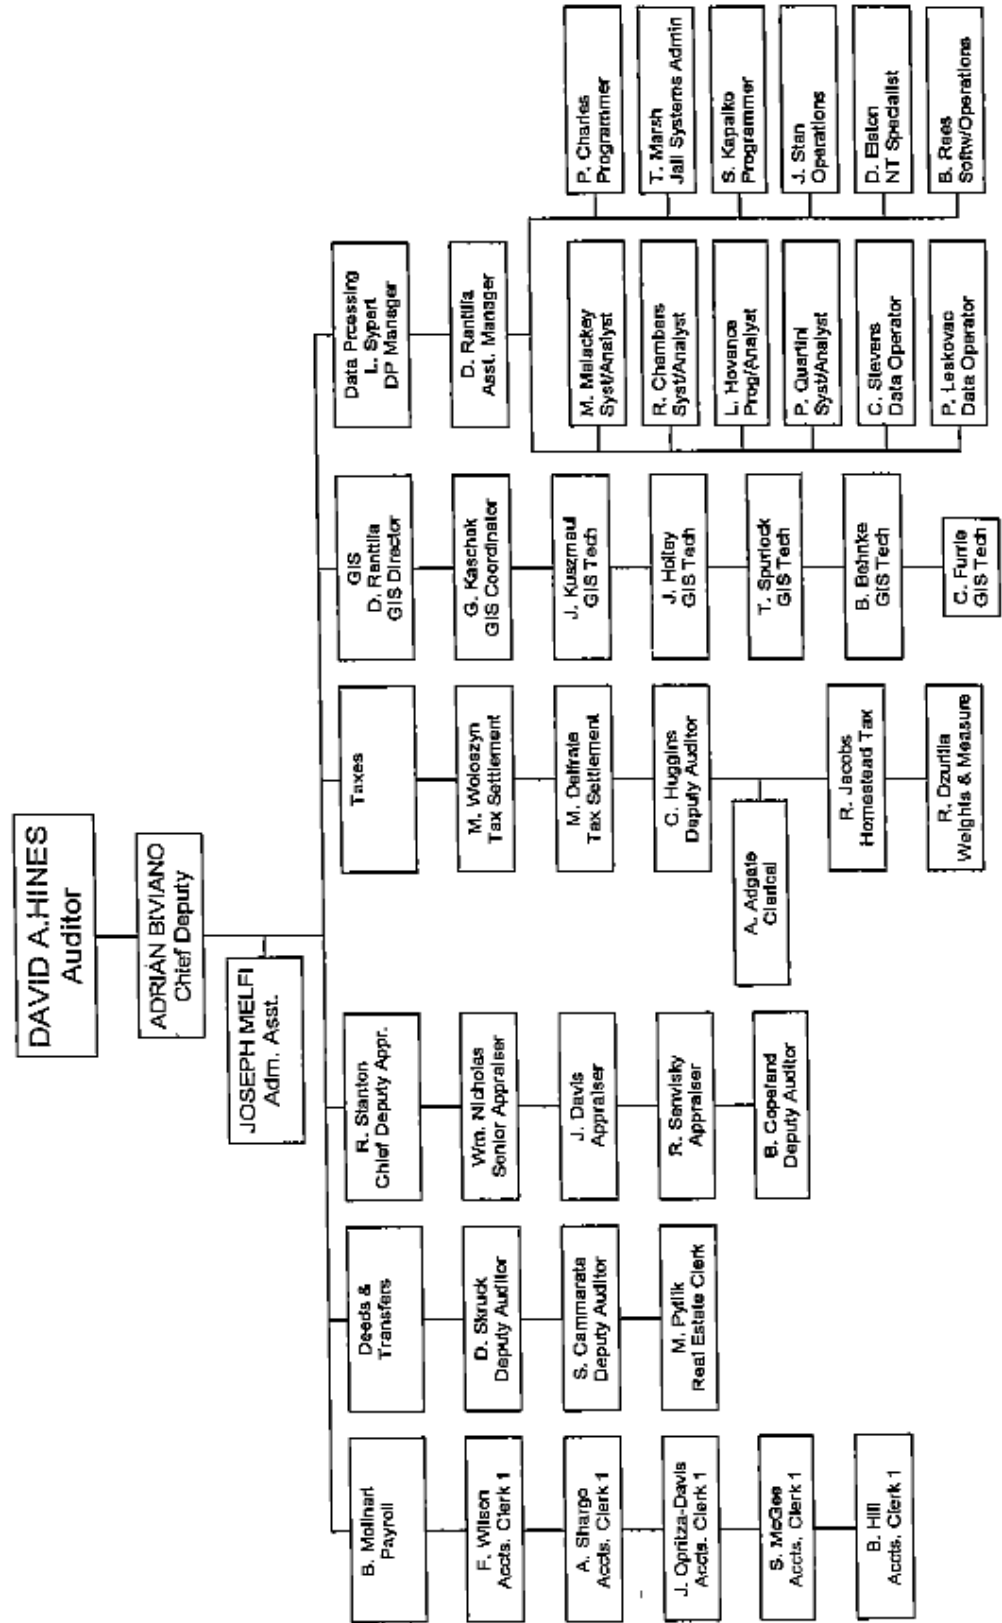 DAVID A.HINES
Auditor
ADRIAN BIVIANO
Chief Deputy
JOSEPH MELFI
Adm. Asst.
B. Mollnari
Payroll
F. Wilson
Accts. Clerk 1
A. Shargo
Accts. Clerk 1
J. Opritza-Davis
Accts. Clerk 1
S. McGee
Accts. Clerk 1
B. Hill
Accts. Clerk 1
Deeds &
Transfers
D. Skruck
Deputy Auditor
S. Cammarata
Deputy Auditor
M. Pytlik
Real Estate Clerk
R. Stanton
Chief Deputy Appr.
Wm. Nicholas
Senior Appraiser
J. Davis
Appraiser
R. Senvisky
Appraiser
B. Copeland
Deputy Auditor
Taxes
M. Woloszyn
Tax Settlement
M. Delfrate
Tax Settlement
C. Huggins
Deputy Auditor
A. Adgate
Clerical
R. Jacobs
Homestead Tax
R. Dzuritla
Weights & Measure
GIS
D. Rantilla
GIS Director
G. Kaschak
GIS Coordinator
J. Kuszmaul
GIS Tech
J. Holley
GIS Tech
T. Spurlock
GIS Tech
B. Behnke
GIS Tech
C. Furrie
GIS Tech
Data Prcessing
L. Sypert
DP Manager
D. Rantilla
Asst. Manager
M. Malackey
Syst/Analyst
R. Chambers
Syst/Analyst
L. Hovance
Prog/Analyst
P. Quartini
Syst/Analyst
C. Stevens
Data Operator
P. Leskovac
Data Operator
P. Charles
Programmer
T. Marsh
Jail Systems Admin
S. Kapalko
Programmer
J. Stan
Operations
D. Elston
NT Specialist
B. Rees
Softw/Operations